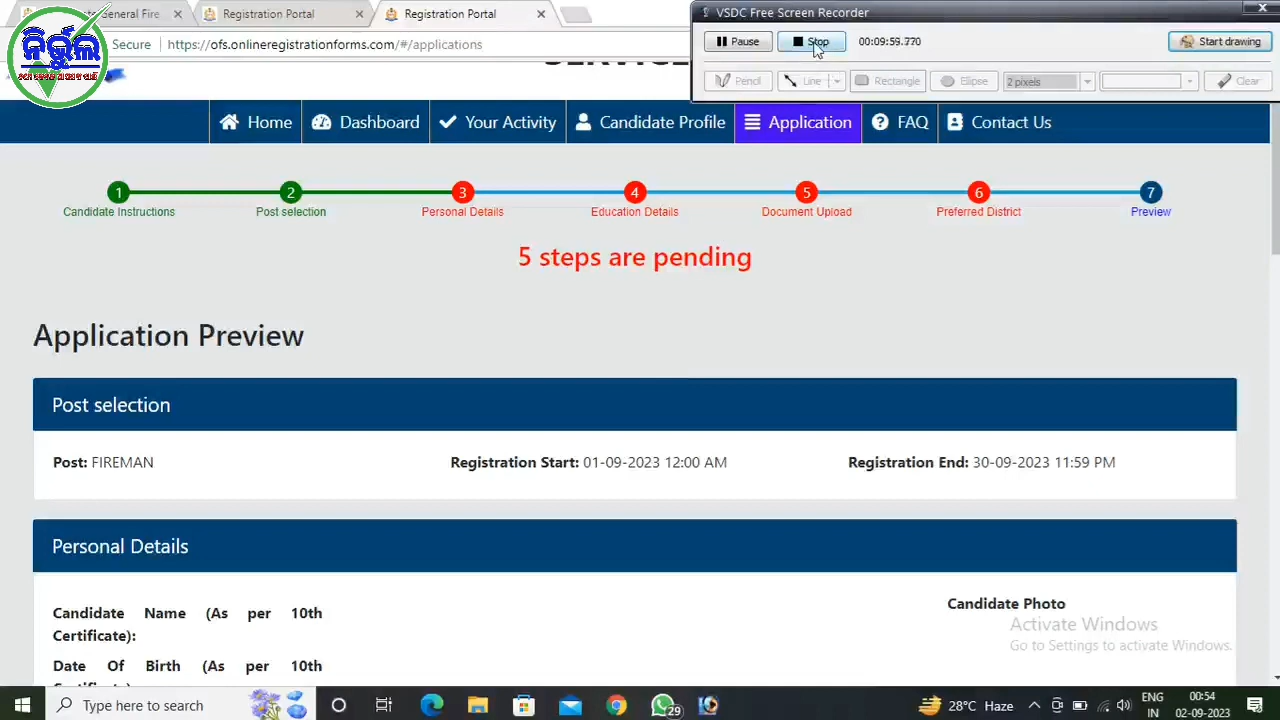 ନିର୍ଭୁଲ
General Fire
Registration Portal
Registration Portal
VSDC Free Screen Recorder
Secure
https://ofs.onlineregistrationforms.com/#/applications
Pause
Stop
00:09:59.770
Start drawing
Pencil
Line
Rectangle
Elipse
2 pixels
Clear
Home
Dashboard
Your Activity
Candidate Profile
Application
FAQ
Contact Us
1 2 3 4 5 6 7
Candidate Instructions
Post selection
Personal Details
Education Details
Document Upload
Preferred District
Preview
5 steps are pending
Application Preview
Post selection
Post: FIREMAN
Registration Start: 01-09-2023 12:00 AM
Registration End: 30-09-2023 11:59 PM
Personal Details
Candidate Name (As per 10th
Certificate):
Candidate Photo
Activate Windows
Go to Settings to activate Windows.
Date Of Birth (As per 10th
Type here to search
29
28°C Haze
ENG
IN
00:54
02-09-2023